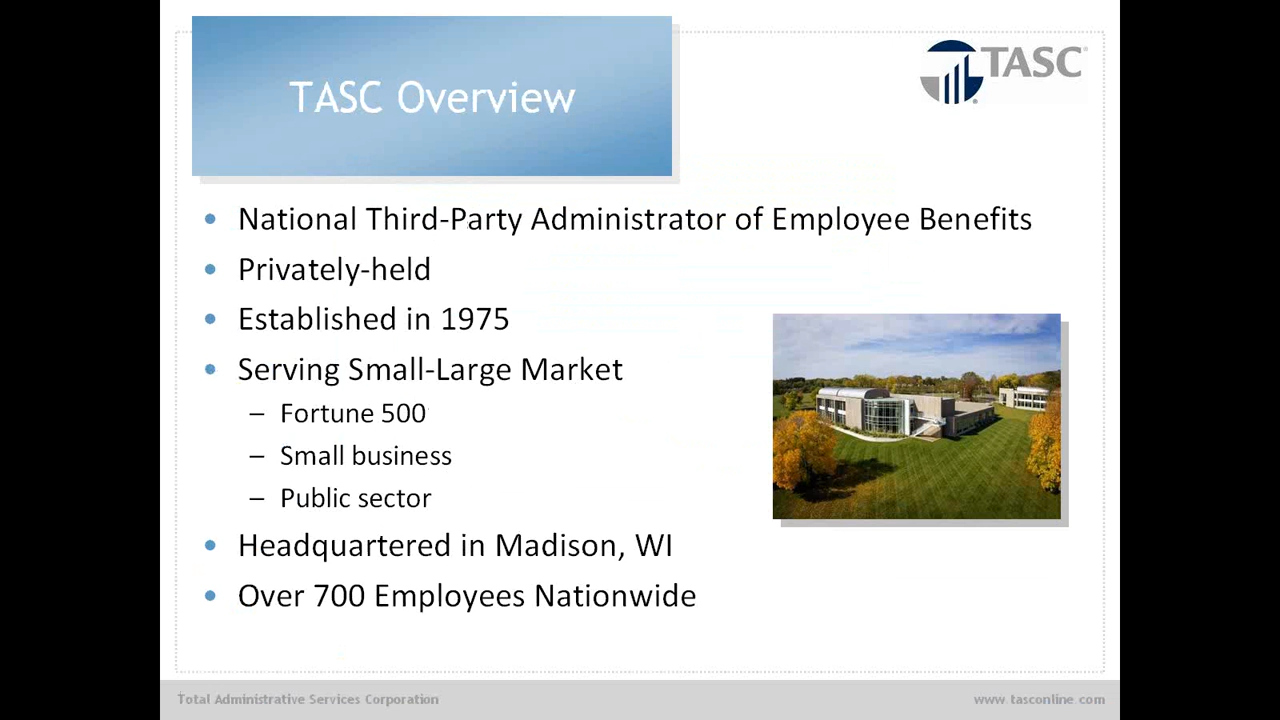 TASC Overview
TASC
• National Third-Party Administrator of Employee Benefits
• Privately-held
• Established in 1975
• Serving Small-Large Market
– Fortune 500
– Small business
– Public sector
• Headquartered in Madison, WI
• Over 700 Employees Nationwide
Total Administrative Services Corporation
www.tasconline.com